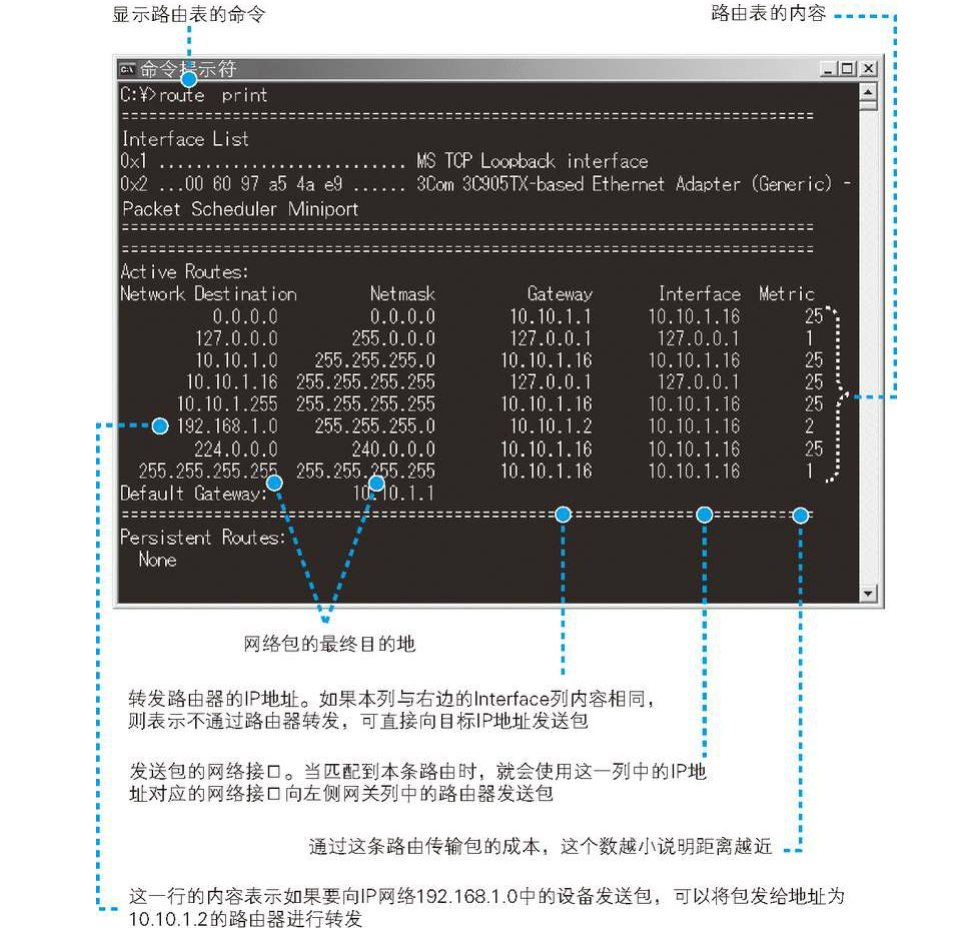 显示路由表的命令
路由表的内容
命令提示符
C:¥>route print
Interface List
0x1 ........................... MS TCP Loopback interface
0x2 ...00 60 97 a5 4a e9 ...... 3Com 3C905TX-based Ethernet Adapter (Generic) -
Packet Scheduler Miniport
Active Routes:
Network Destination Netmask Gateway Interface Metric
0.0.0.0 0.0.0.0 10.10.1.1 10.10.1.16 25
127.0.0.0 255.0.0.0 127.0.0.1 127.0.0.1 1
10.10.1.0 255.255.255.0 10.10.1.16 10.10.1.16 25
10.10.1.16 255.255.255.255 127.0.0.1 127.0.0.1 25
10.10.1.255 255.255.255.255 10.10.1.16 10.10.1.16 25
192.168.1.0 255.255.255.0 10.10.1.2 10.10.1.16 2
224.0.0.0 240.0.0.0 10.10.1.16 10.10.1.16 25
255.255.255.255 255.255.255.255 10.10.1.16 10.10.1.16 1
Default Gateway: 10.10.1.1
Persistent Routes:
None
网络包的最终目的地
转发路由器的IP地址。如果本列与右边的Interface列内容相同，
则表示不通过路由器转发，可直接向目标IP地址发送包
发送包的网络接口。当匹配到本条路由时，就会使用这一列中的IP地
址对应的网络接口向左侧网关列中的路由器发送包
通过这条路由传输包的成本，这个数越小说明距离越近
这一行的内容表示如果要向IP网络192.168.1.0中的设备发送包，可以将包发给地址为
10.10.1.2的路由器进行转发